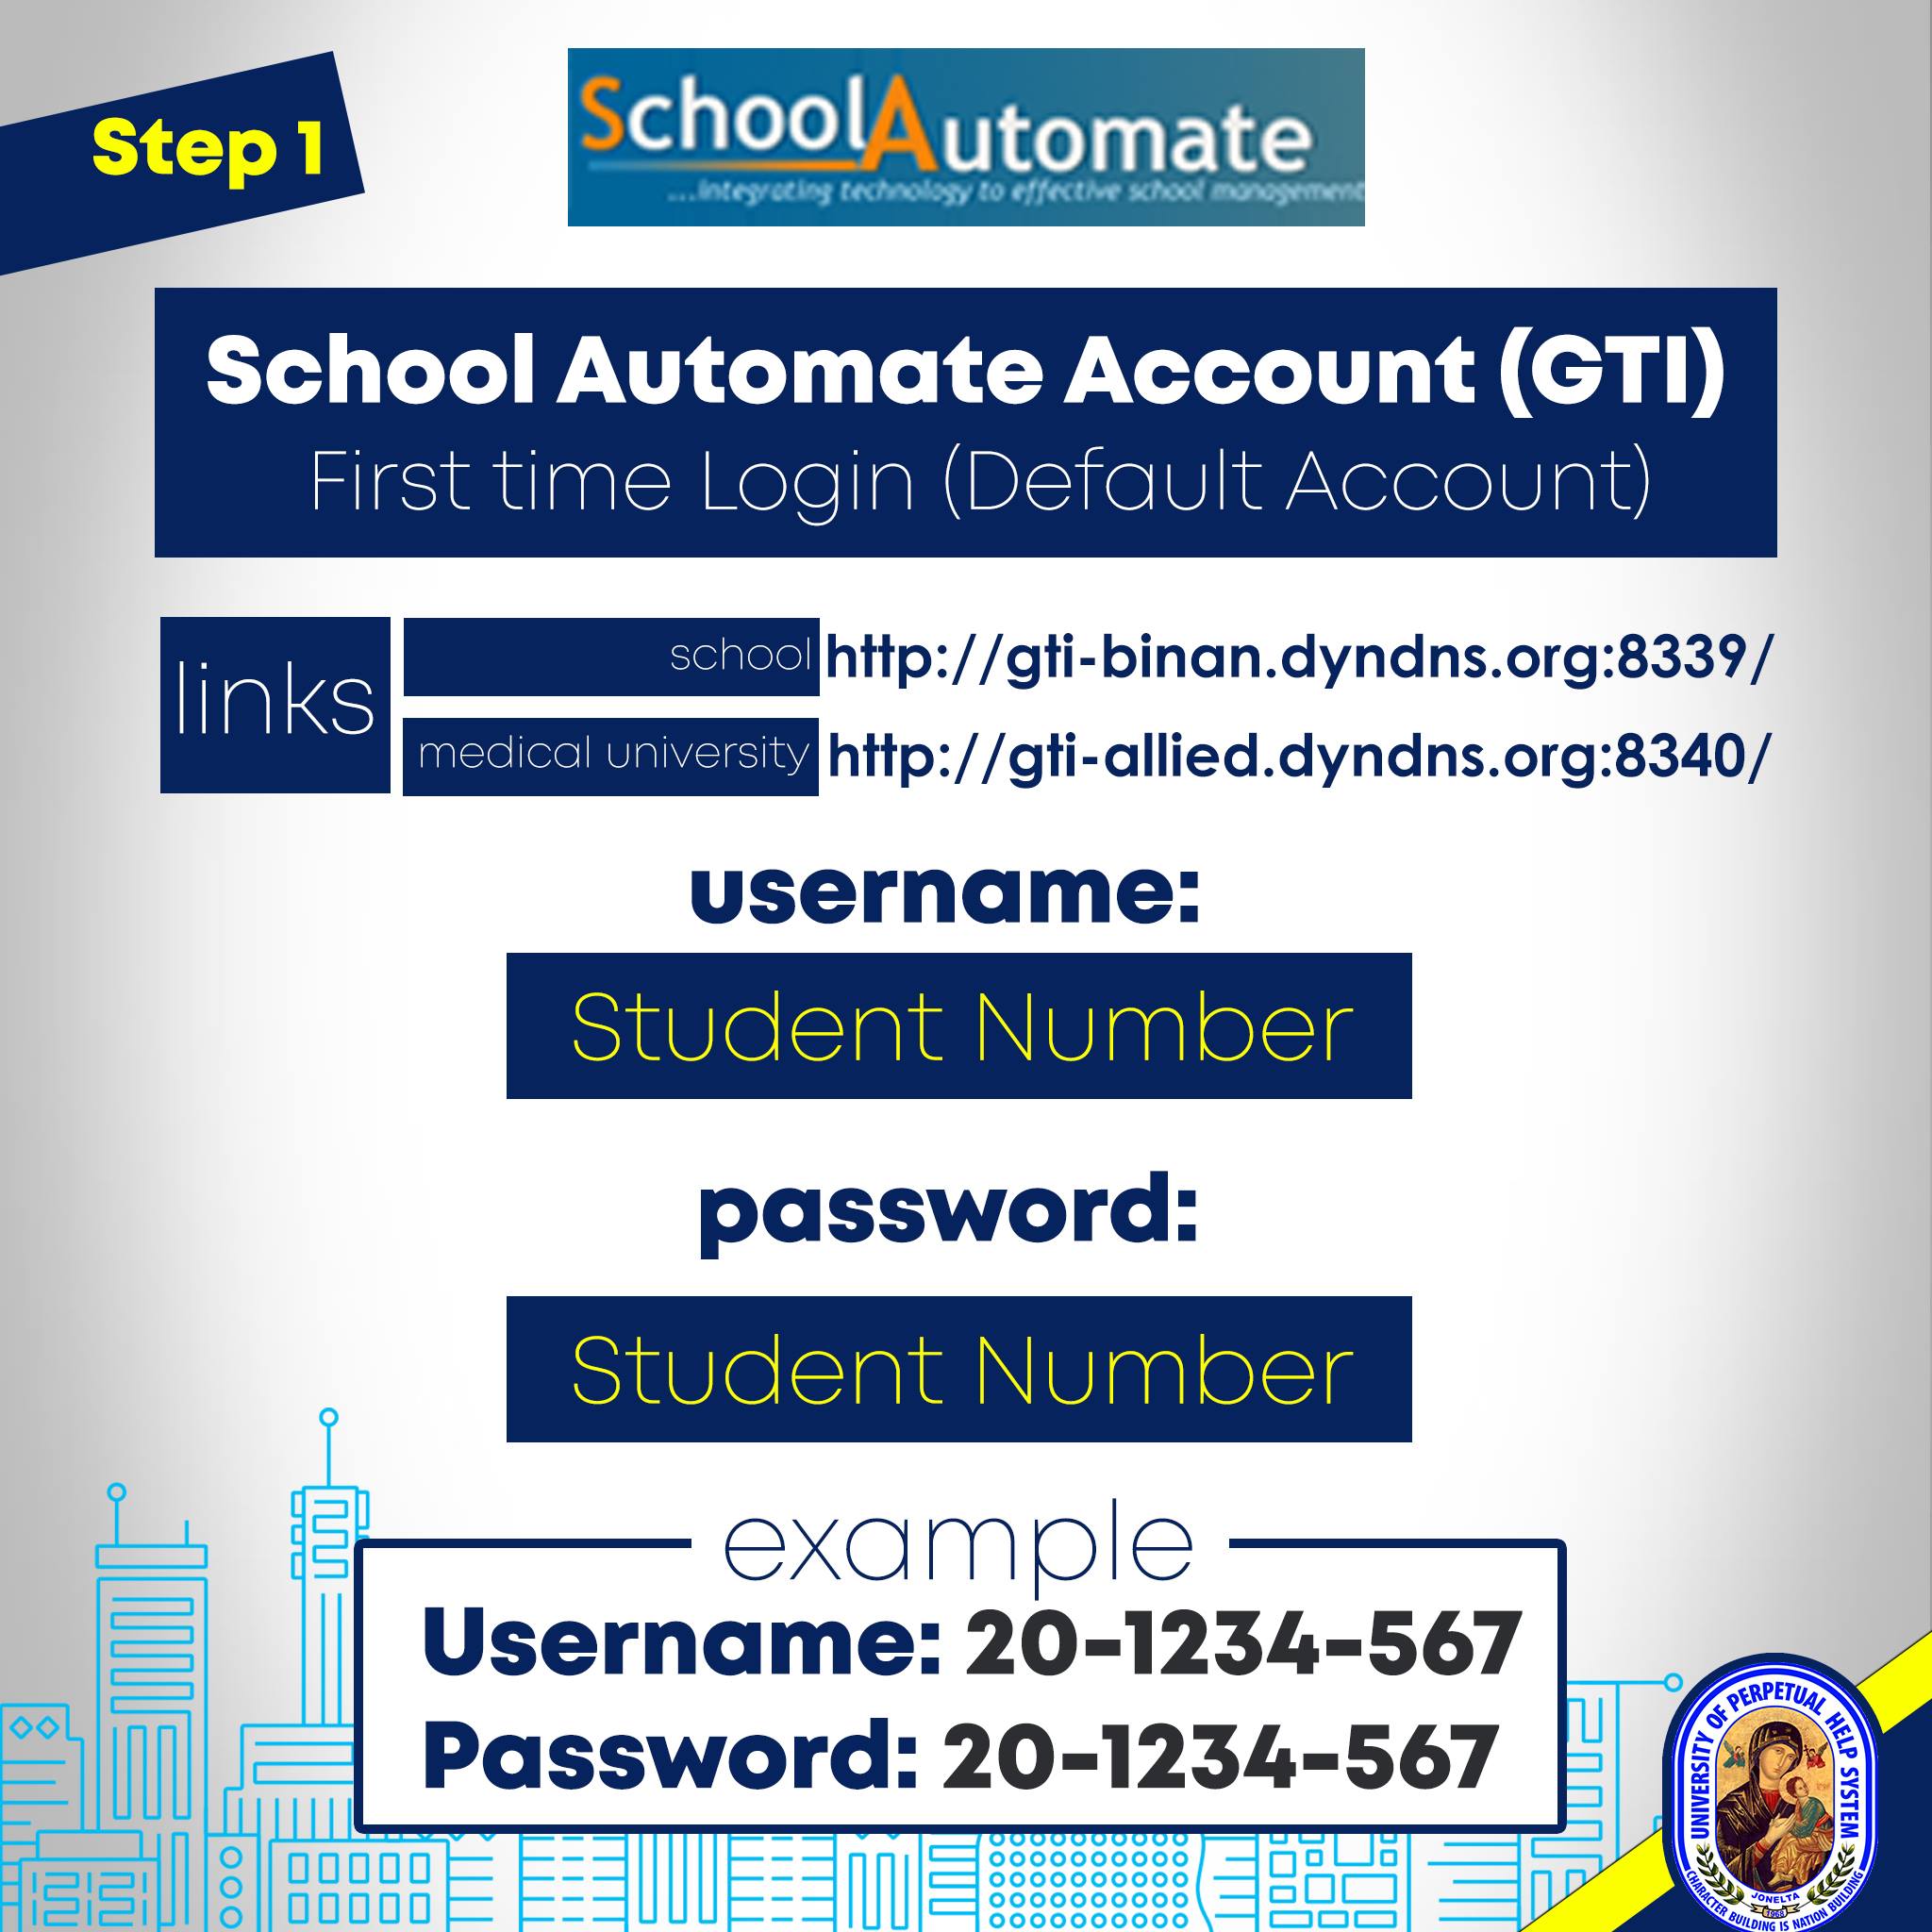 Step 1
SchoolAutomate
...integrating technology to effective school management
School Automate Account (GTI)
First time Login (Default Account)
links
school http://gti-binan.dyndns.org:8339/
medical university http://gti-allied.dyndns.org:8340/
username:
Student Number
password:
Student Number
example
Username: 20-1234-567
Password: 20-1234-567
UNIVERSITY OF PERPETUAL HELP SYSTEM
JONELTA
1968
CHARACTER BUILDING IS NATION BUILDING